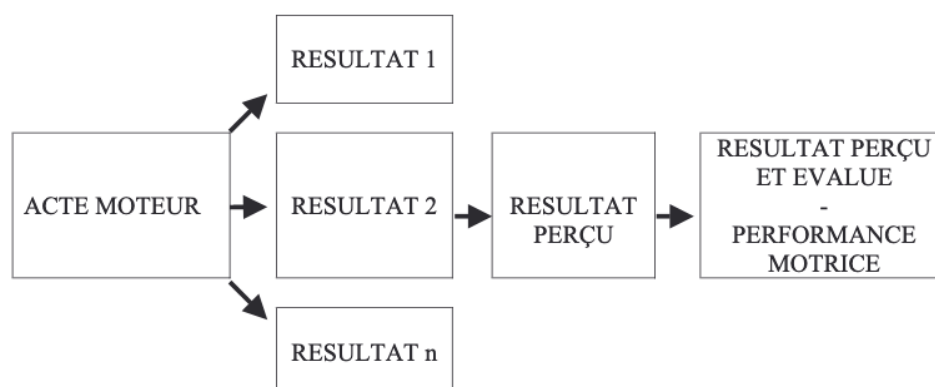 RESULTAT 1
ACTE MOTEUR
RESULTAT 2
RESULTAT
PERÇU
RESULTAT PERÇU
ET EVALUE
-
PERFORMANCE
MOTRICE
RESULTAT n